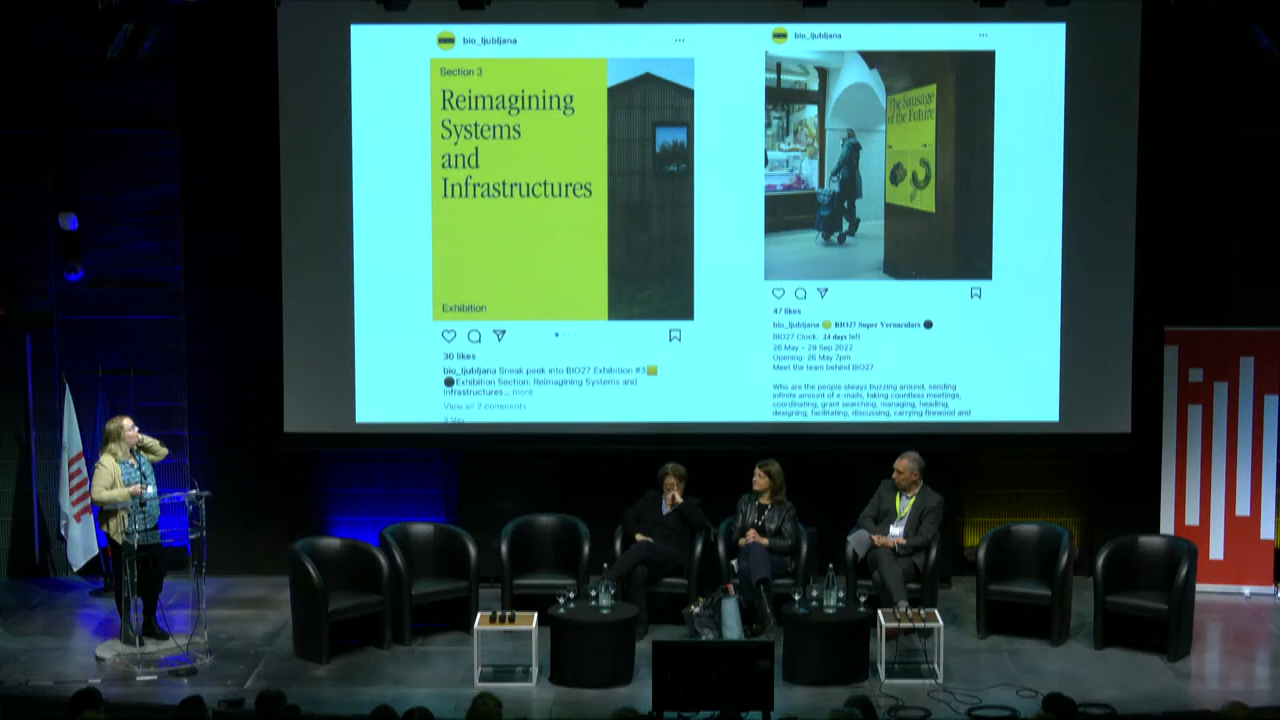 bio_ljubljana
Section 3
Reimagining
Systems
and
Infrastructures
Exhibition
30 likes
bio_ljubljana Sneak peek into BIO27 Exhibition #3
Exhibition Section: Reimagining Systems and
Infrastructures... more
View all 2 comments
9 May
bio_ljubljana
The Sausage
of the Future
47 likes
bio_ljubljana BIO27 Super Vernaculars
BIO27 Clock: 24 days left
26 May – 29 Sep 2022
Opening: 26 May 7pm
Meet the team behind BIO27
Who are the people always buzzing around, sending
infinite amount of e-mails, taking countless meetings,
coordinating, grant searching, managing, heading,
designing, facilitating, discussing, carrying firewood and